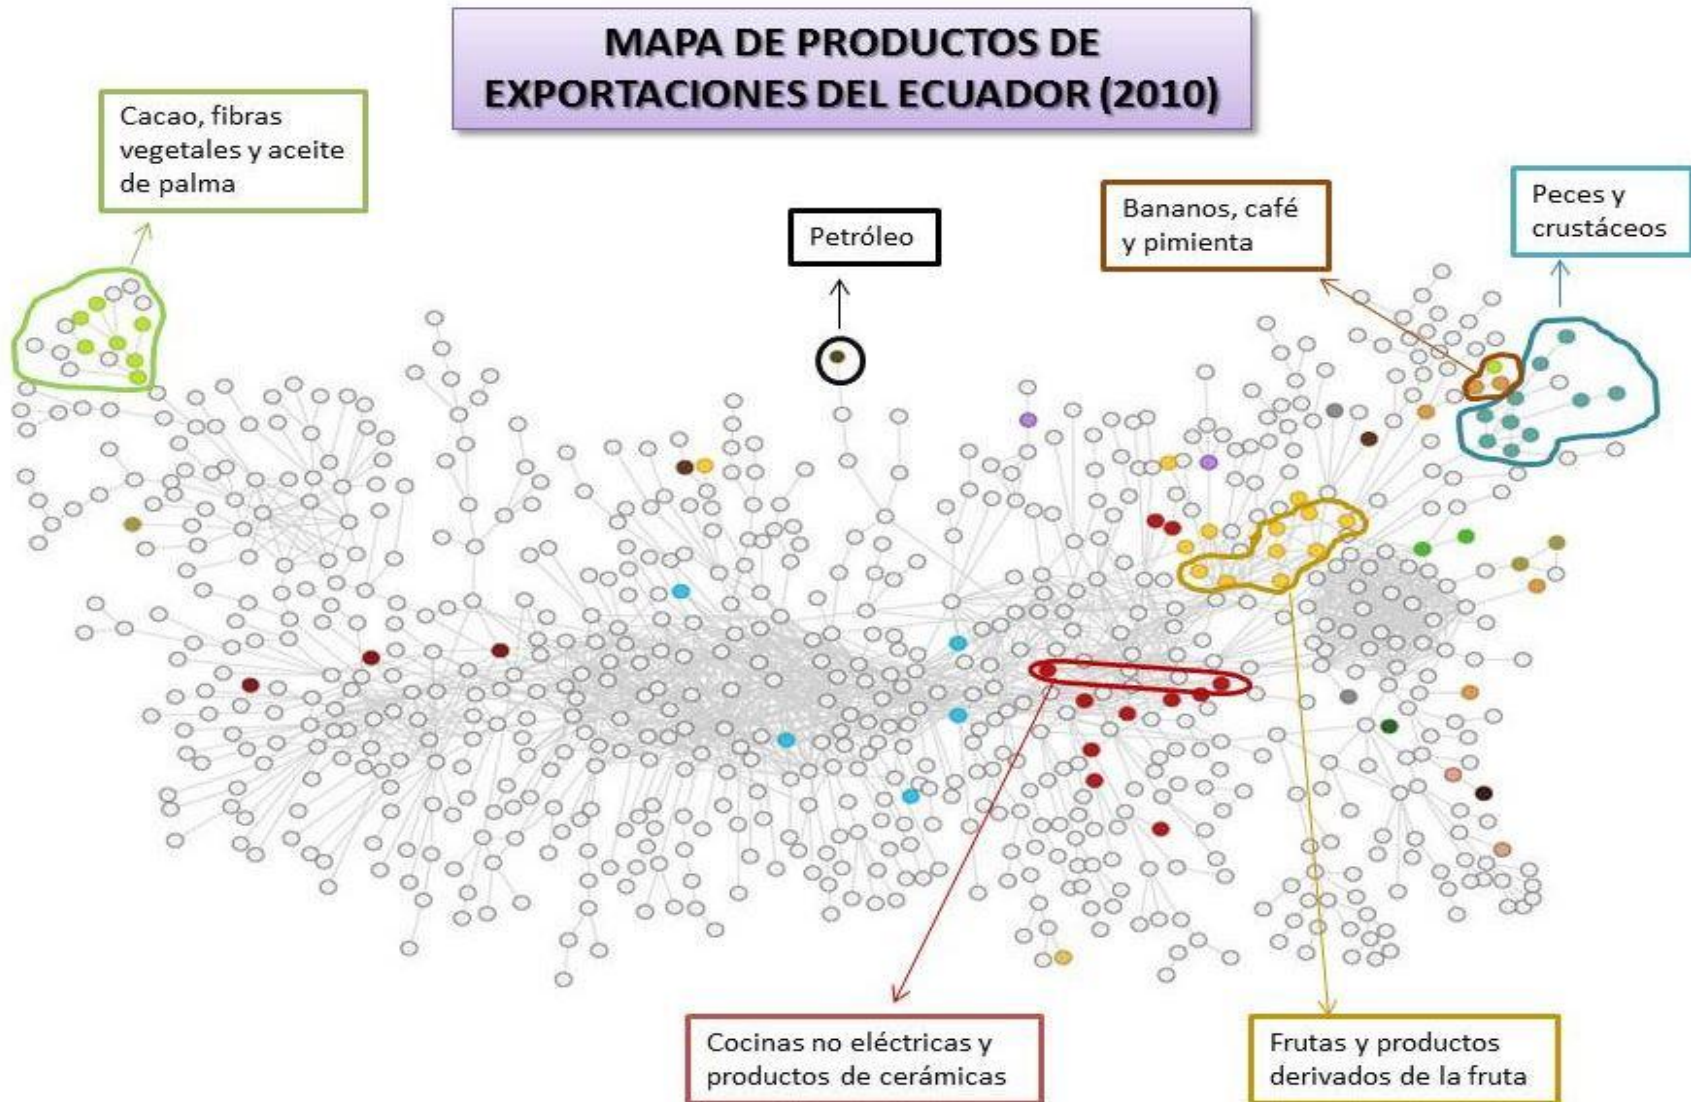 MAPA DE PRODUCTOS DE
EXPORTACIONES DEL ECUADOR (2010)
Cacao, fibras
vegetales y aceite
de palma
Petróleo
Bananos, café
y pimienta
Peces y
crustáceos
Cocinas no eléctricas y
productos de cerámicas
Frutas y productos
derivados de la fruta